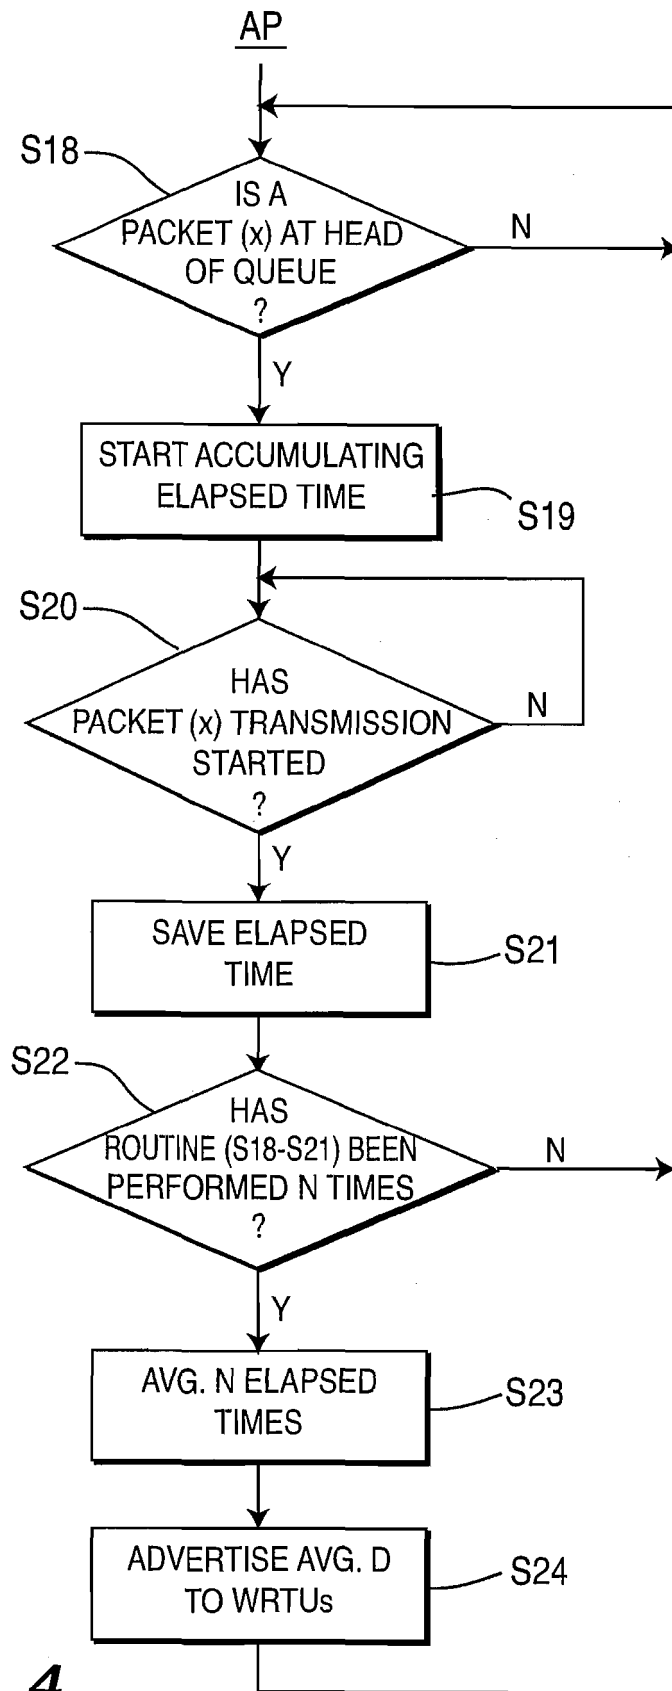 AP
S18
IS A
PACKET (x) AT HEAD
OF QUEUE
?
N
Y
START ACCUMULATING
ELAPSED TIME
S19
S20
HAS
PACKET (x) TRANSMISSION
STARTED
?
N
Y
SAVE ELAPSED
TIME
S21
S22
HAS
ROUTINE (S18-S21) BEEN
PERFORMED N TIMES
?
N
Y
AVG. N ELAPSED
TIMES
S23
ADVERTISE AVG. D
TO WRTUs
S24
4